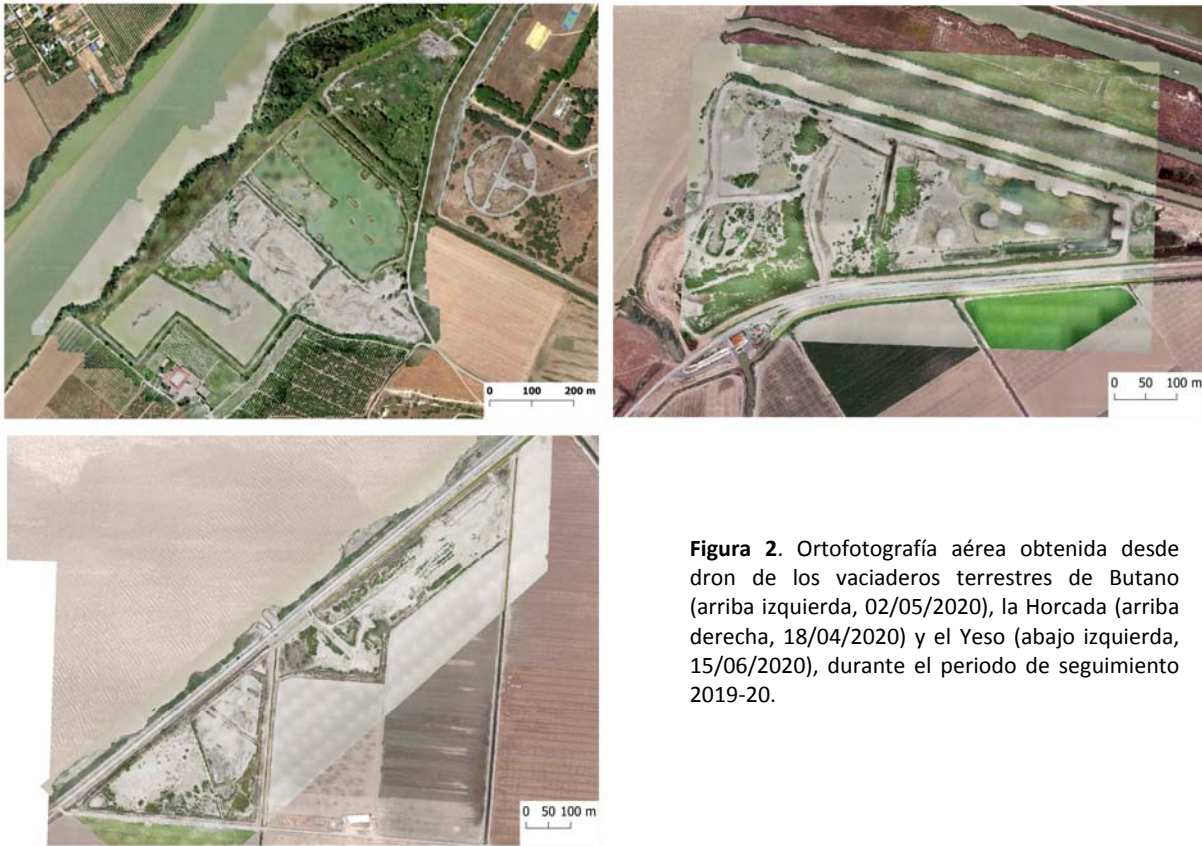 0 100 200 m
0 50 100 m
0 50 100 m
Figura 2. Ortofotografía aérea obtenida desde
dron de los vaciaderos terrestres de Butano
(arriba izquierda, 02/05/2020), la Horcada (arriba
derecha, 18/04/2020) y el Yeso (abajo izquierda,
15/06/2020), durante el periodo de seguimiento
2019-20.